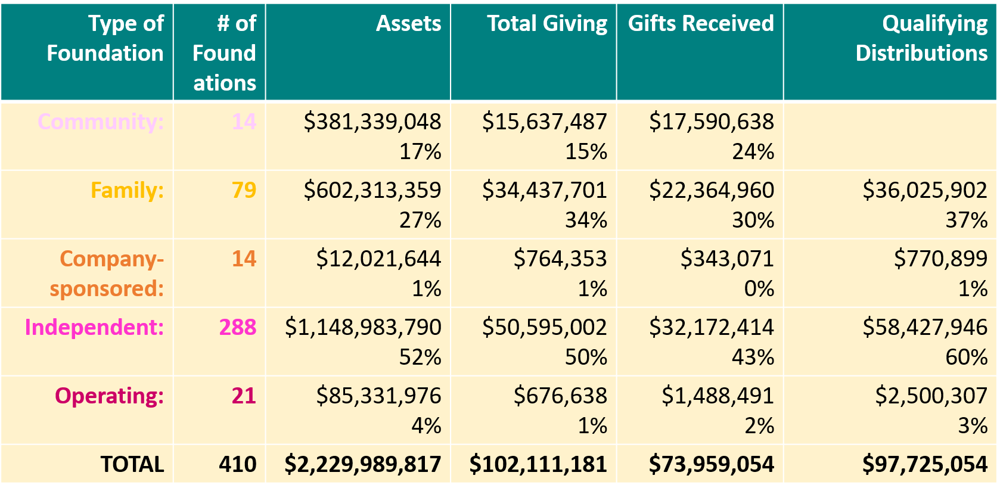 Type of Foundation # of Foundations Assets Total Giving Gifts Received Qualifying Distributions
Community: 14 $381,339,048 $15,637,487 $17,590,638
17% 15% 24%
Family: 79 $602,313,359 $34,437,701 $22,364,960 $36,025,902
27% 34% 30% 37%
Company-sponsored: 14 $12,021,644 $764,353 $343,071 $770,899
1% 1% 0% 1%
Independent: 288 $1,148,983,790 $50,595,002 $32,172,414 $58,427,946
52% 50% 43% 60%
Operating: 21 $85,331,976 $676,638 $1,488,491 $2,500,307
4% 1% 2% 3%
TOTAL 410 $2,229,989,817 $102,111,181 $73,959,054 $97,725,054